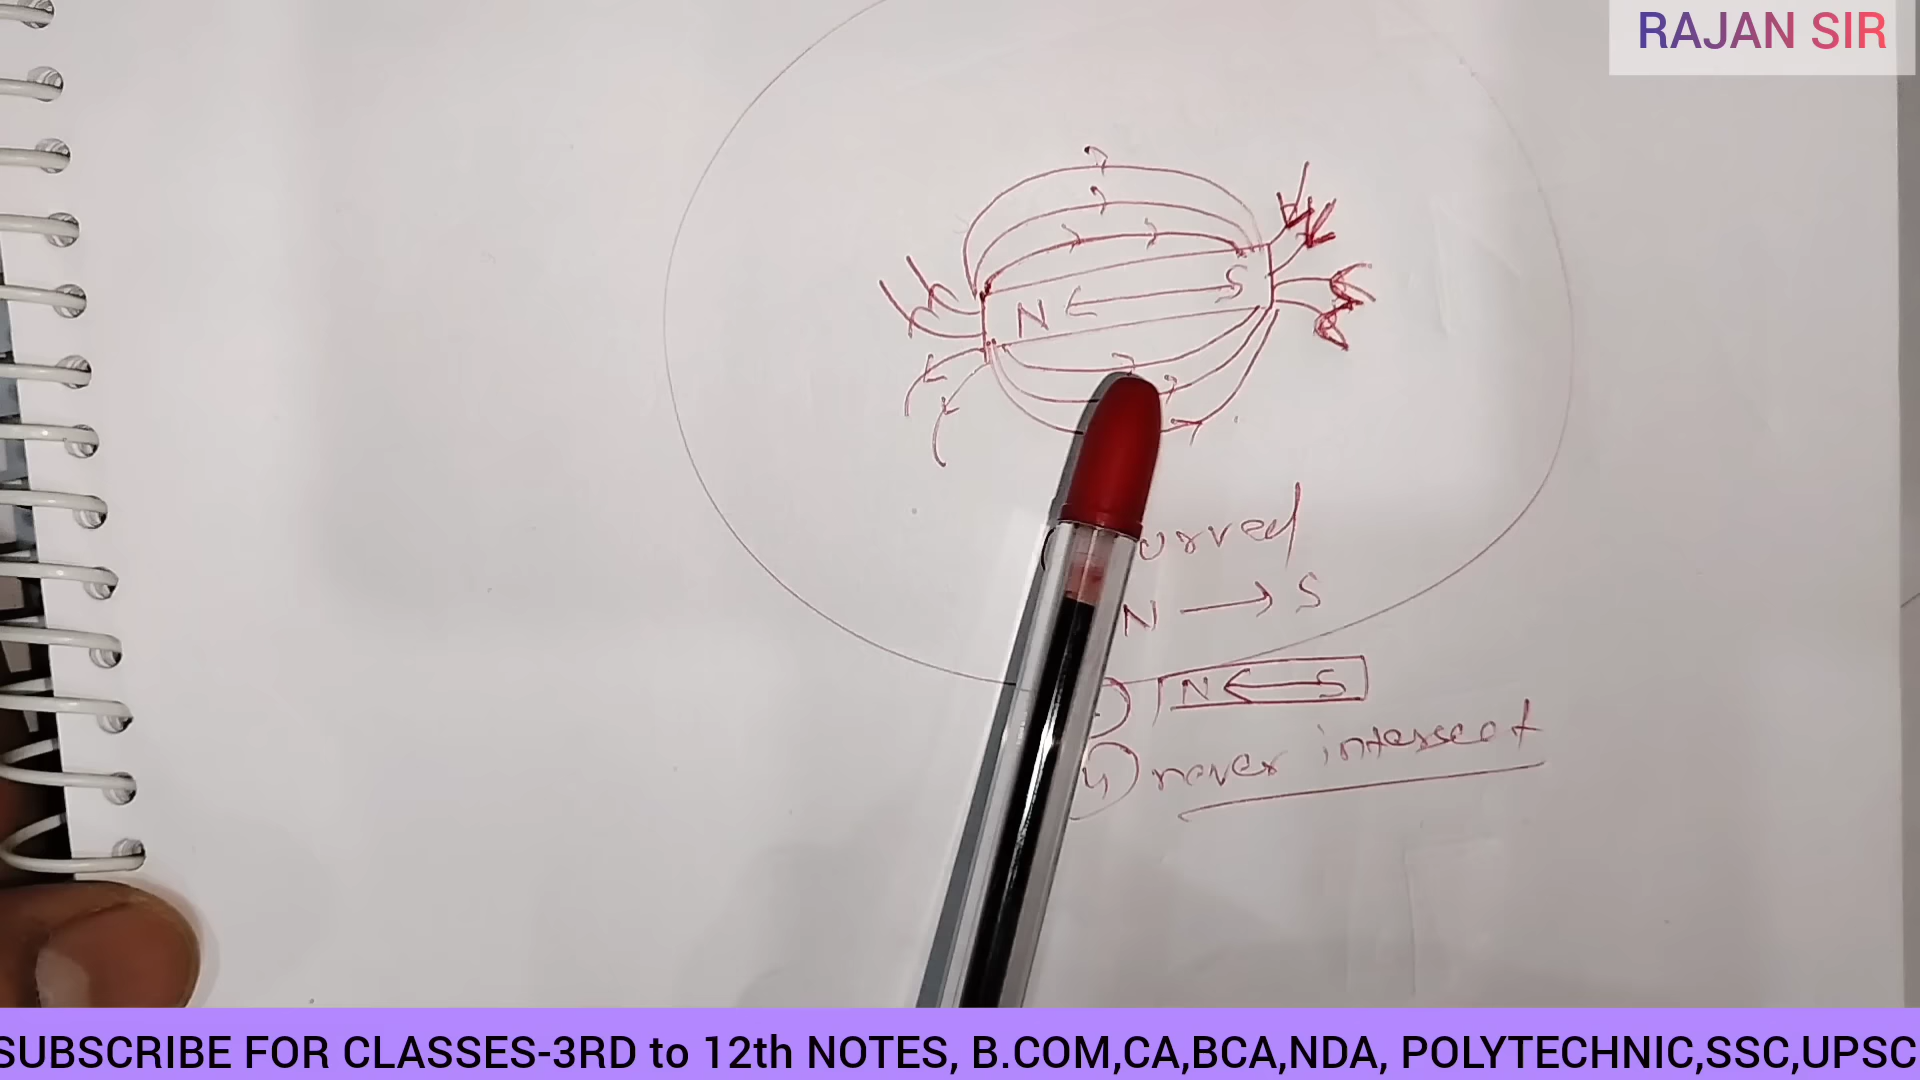 RAJAN SIR
S
N
urved
N → S
N ← S
4) never intersect
SUBSCRIBE FOR CLASSES-3RD to 12th NOTES, B.COM,CA,BCA,NDA, POLYTECHNIC,SSC,UPSC